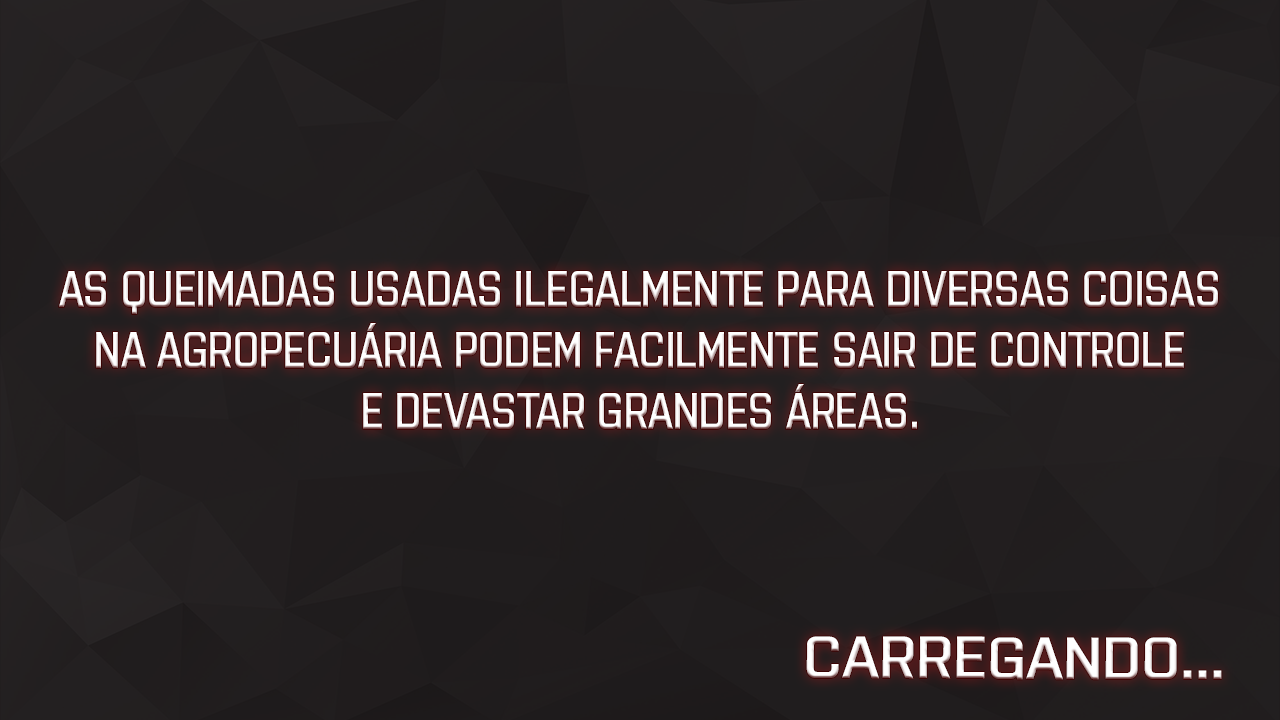 AS QUEIMADAS USADAS ILEGALMENTE PARA DIVERSAS COISAS
NA AGROPECUÁRIA PODEM FACILMENTE SAIR DE CONTROLE
E DEVASTAR GRANDES ÁREAS.
CARREGANDO...